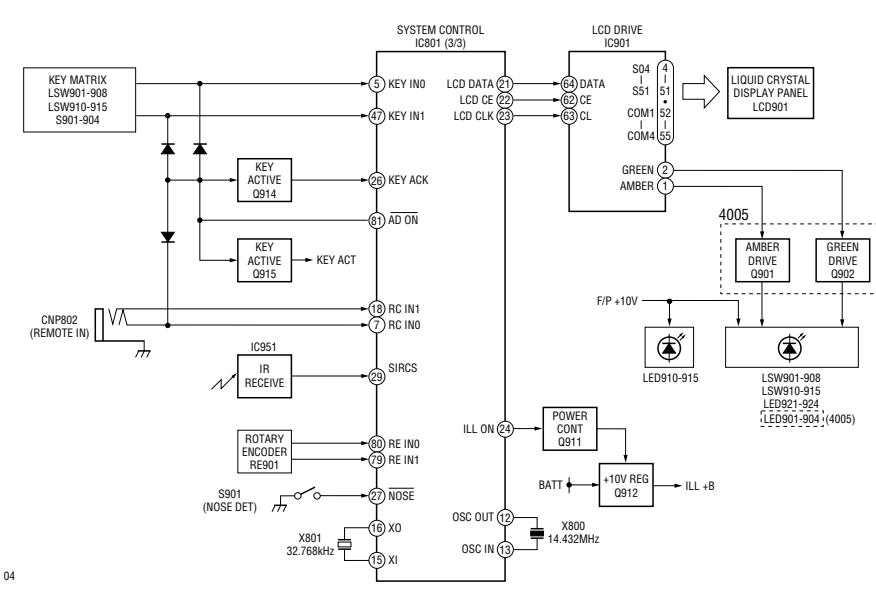 SYSTEM CONTROL
IC801 (3/3)
LCD DRIVE
IC901
KEY MATRIX
LSW901-908
LSW910-915
S901-904
5 KEY IN0
47 KEY IN1
LCD DATA 21
LCD CE 22
LCD CLK 23
64 DATA
62 CE
63 CL
S04 4
S51 51
COM1 52
COM4 55
LIQUID CRYSTAL
DISPLAY PANEL
LCD901
GREEN 2
AMBER 1
KEY
ACTIVE
Q914
26 KEY ACK
81 AD ON
KEY
ACTIVE
Q915
KEY ACT
4005
AMBER
DRIVE
Q901
GREEN
DRIVE
Q902
CNP802
(REMOTE IN)
18 RC IN1
7 RC IN0
F/P +10V
LED910-915
LSW901-908
LSW910-915
LED921-924
LED901-904 (4005)
IC951
IR
RECEIVE
29 SIRCS
ILL ON 24
POWER
CONT
Q911
ROTARY
ENCODER
RE901
80 RE IN0
79 RE IN1
BATT
+10V REG
Q912
ILL +B
S901
(NOSE DET)
27 NOSE
16 XO
X801
32.768kHz
15 XI
OSC OUT 12
OSC IN 13
X800
14.432MHz
04